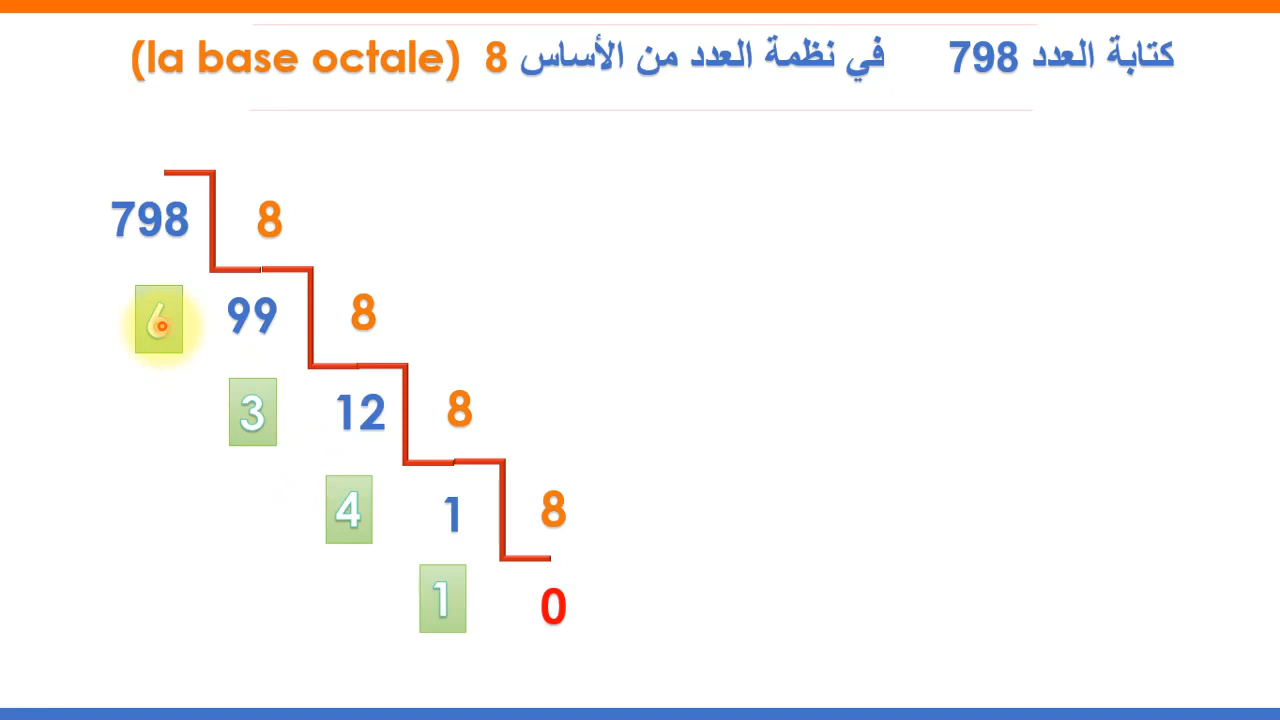 كتابة العدد 798 في نظمة العدد من الأساس 8 (la base octale)
798 8
6 99 8
3 12 8
4 1 8
1 0